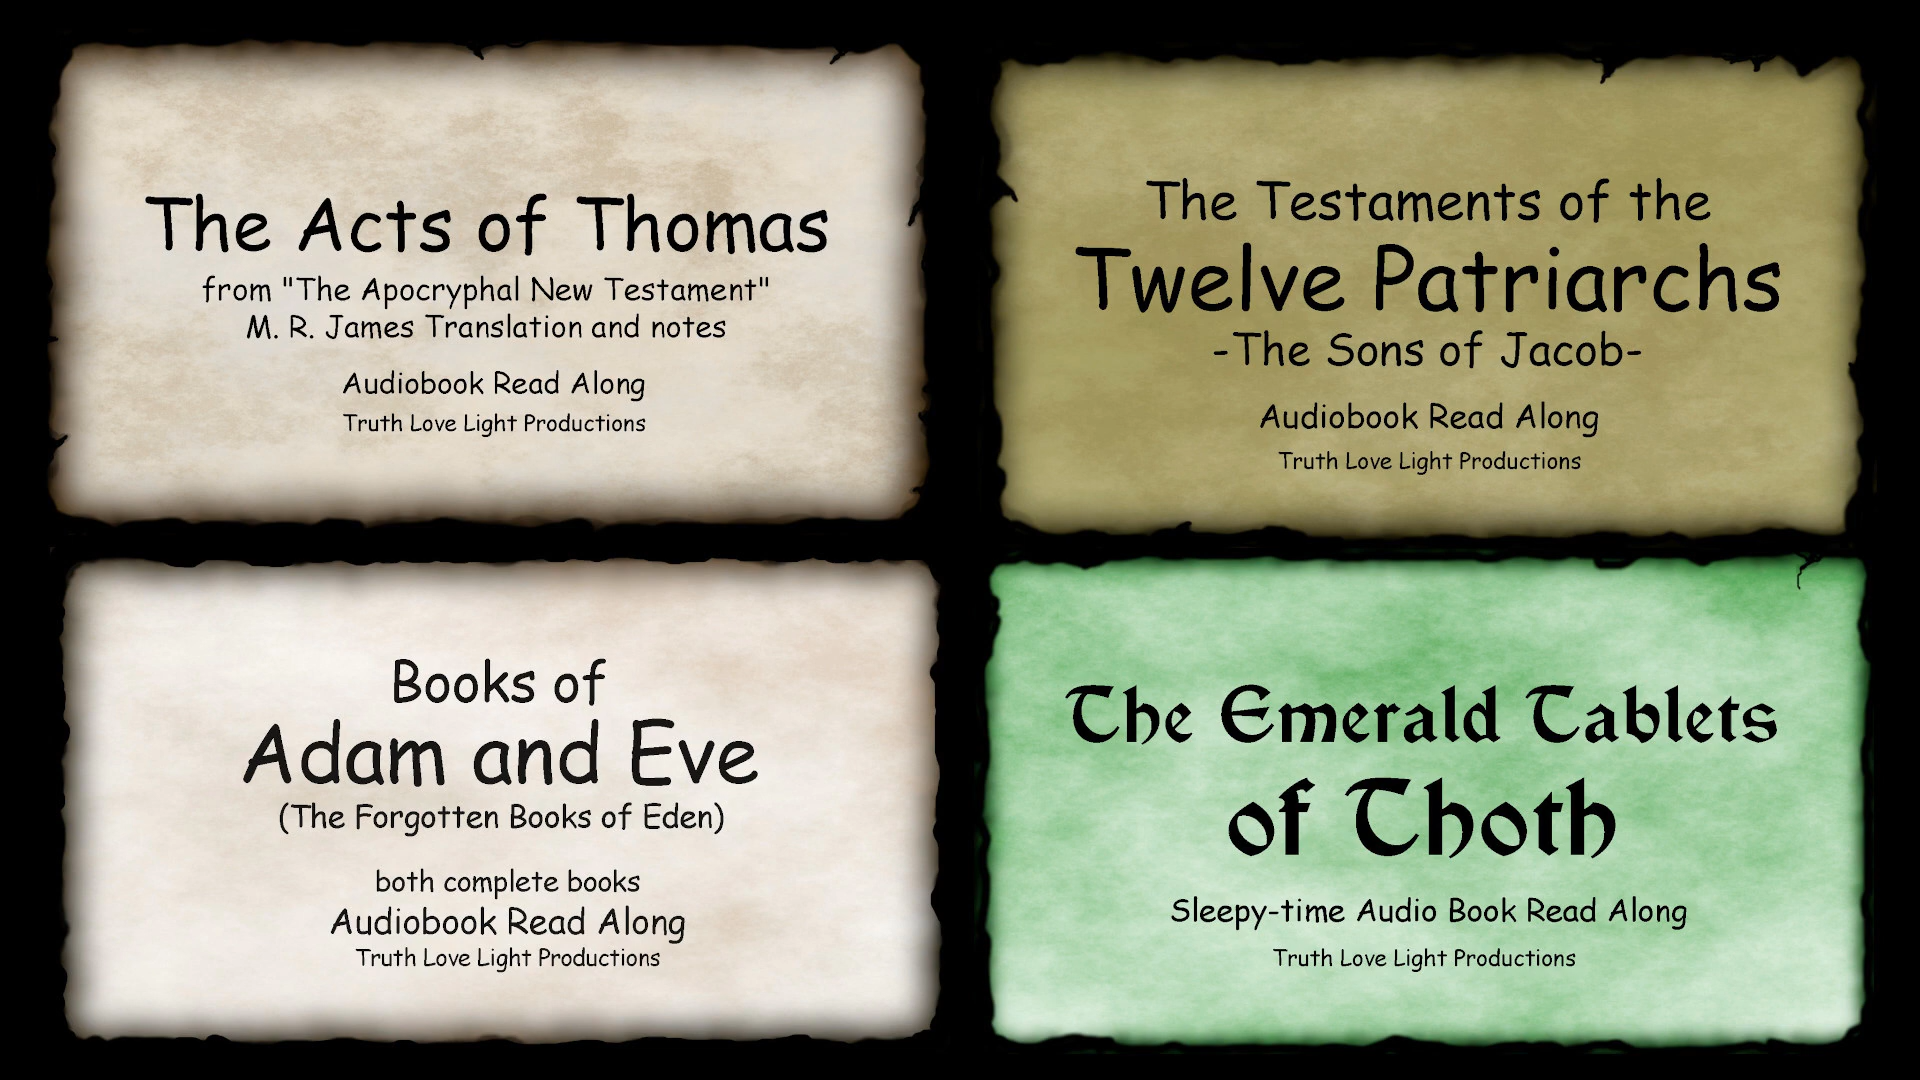 The Acts of Thomas
from "The Apocryphal New Testament"
M. R. James Translation and notes
Audiobook Read Along
Truth Love Light Productions
The Testaments of the
Twelve Patriarchs
-The Sons of Jacob-
Audiobook Read Along
Truth Love Light Productions
Books of
Adam and Eve
(The Forgotten Books of Eden)
both complete books
Audiobook Read Along
Truth Love Light Productions
The Emerald Tablets
of Thoth
Sleepy-time Audio Book Read Along
Truth Love Light Productions